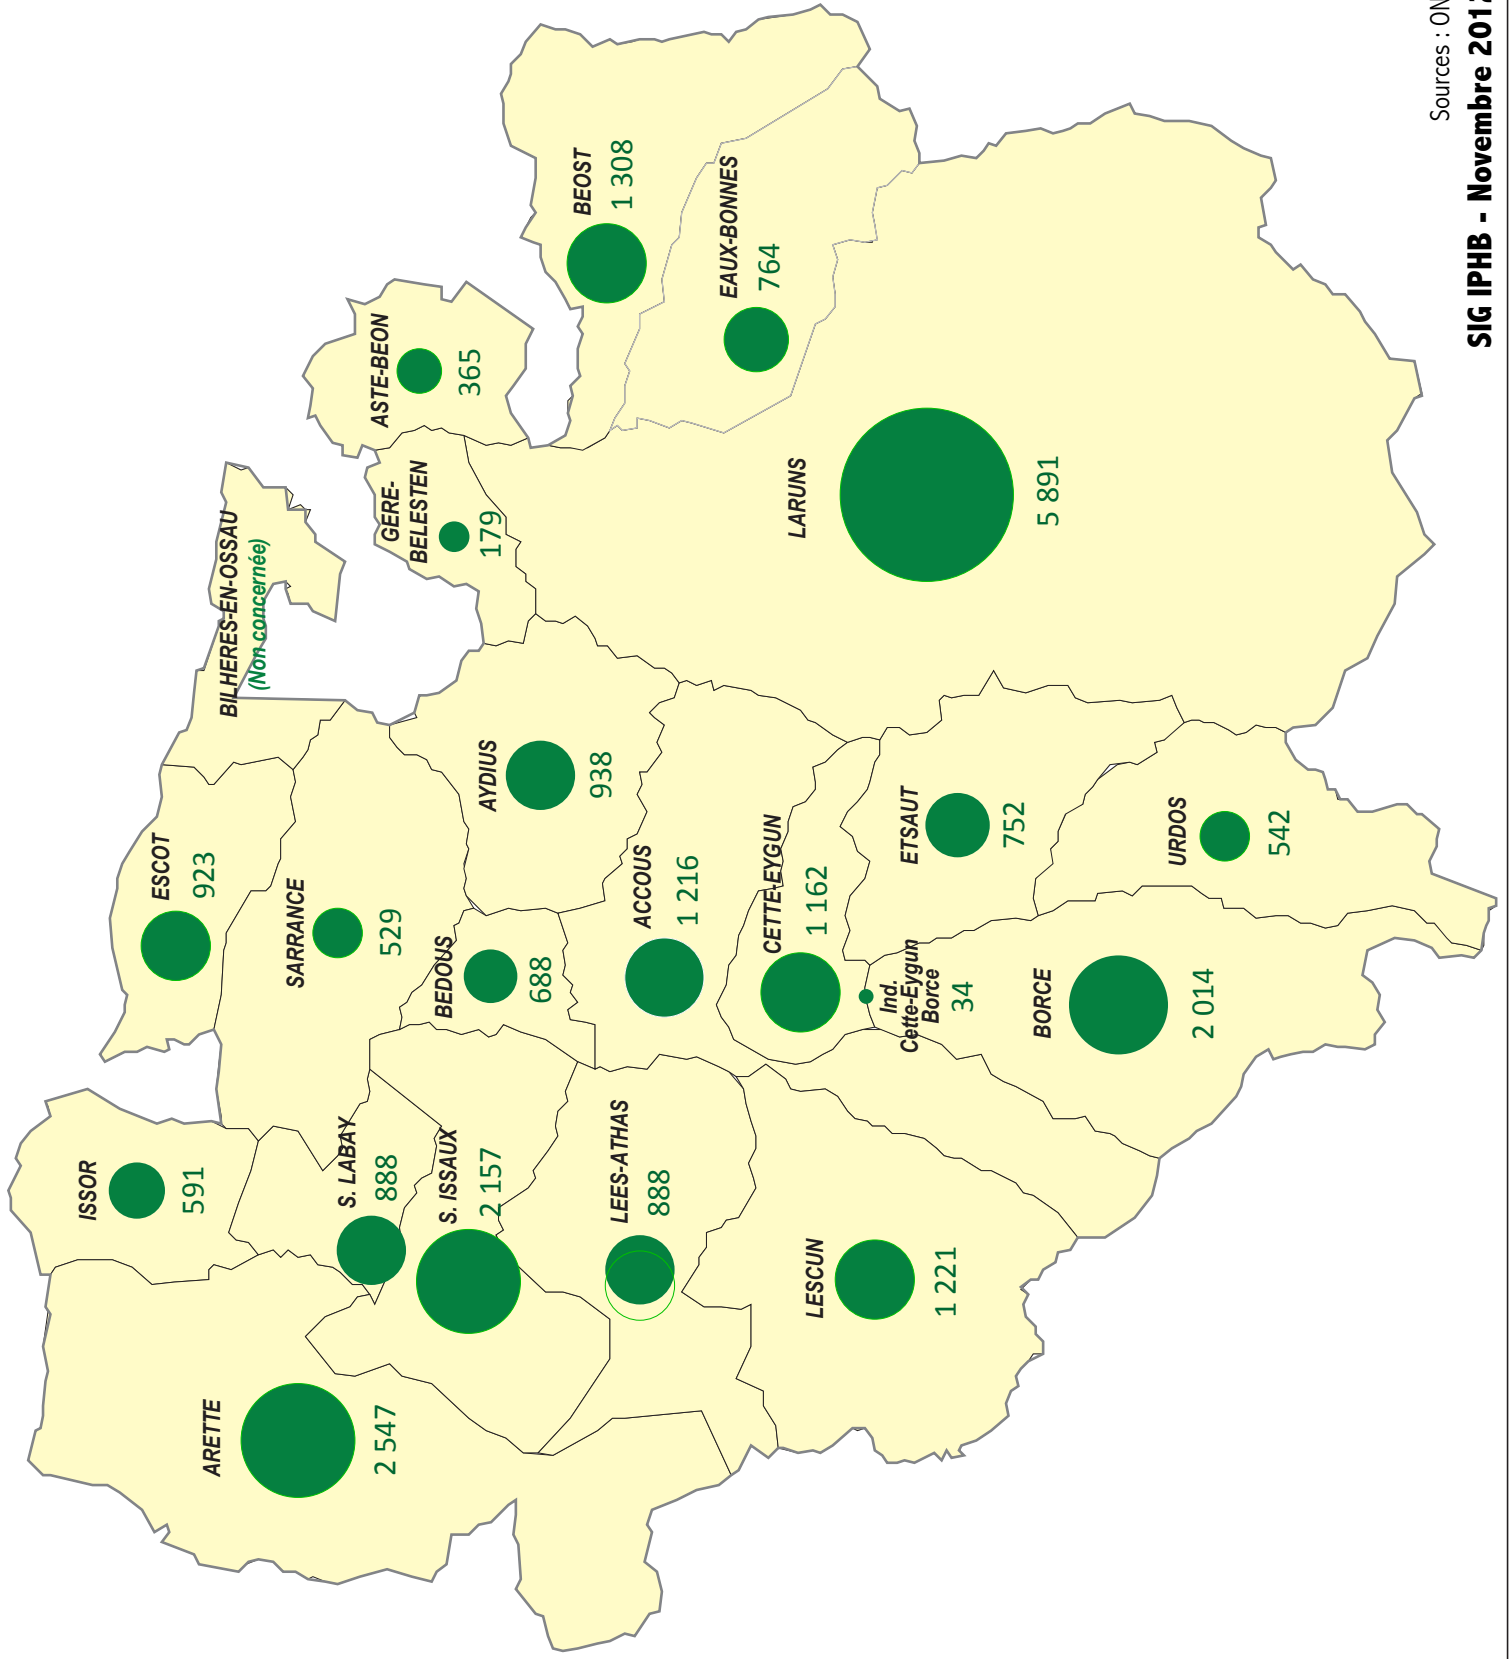 ARETTE
2 547
ISSOR
591
S. LABAY
888
S. ISSAUX
2 157
LEES-ATHAS
888
LESCUN
1 221
ESCOT
923
SARRANCE
529
BEDOUS
688
ACCOUS
1 216
CETTE-EYGUN
1 162
Ind.
Cette-Eygun
Borce
34
BORCE
2 014
AYDIUS
938
ETSAUT
752
URDOS
542
BILHERES-EN-OSSAU
(Non concernée)
GERE-
BELESTEN
179
ASTE-BEON
365
BEOST
1 308
EAUX-BONNES
764
LARUNS
5 891
Sources : ON
SIG IPHB - Novembre 201